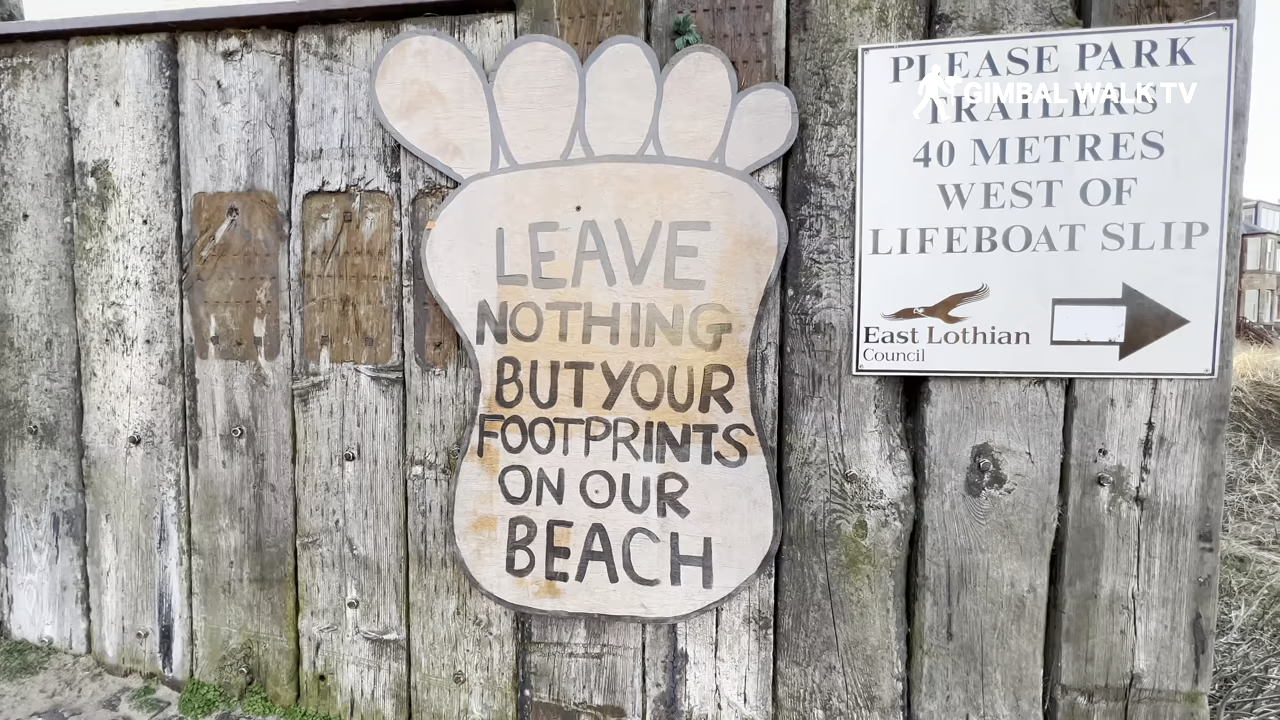 LEAVE
NOTHING
BUT YOUR
FOOTPRINTS
ON OUR
BEACH
PLEASE PARK
TRAILERS
40 METRES
WEST OF
LIFEBOAT SLIP
East Lothian
Council
GIMBAL WALK TV